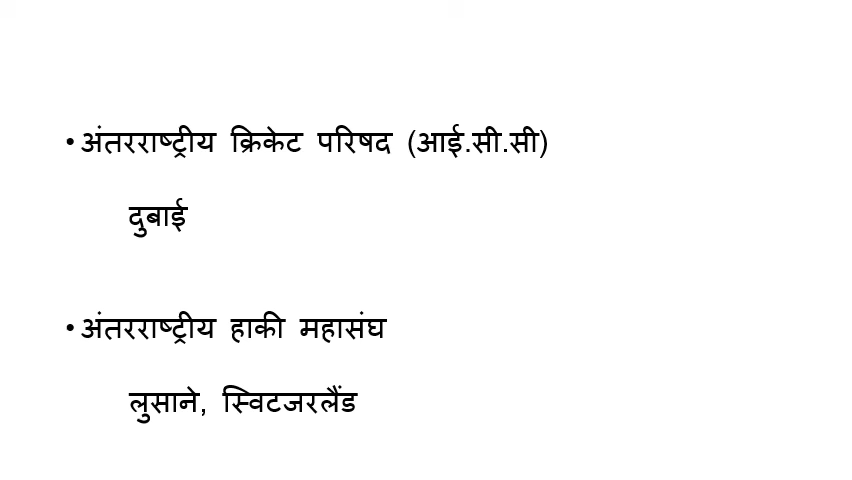 • अंतरराष्ट्रीय क्रिकेट परिषद (आई.सी.सी)
दुबाई
• अंतरराष्ट्रीय हाकी महासंघ
लुसाने, स्विटजरलैंड